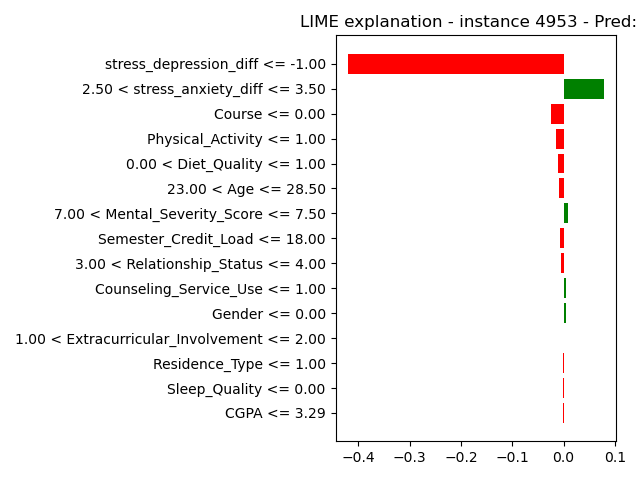 LIME explanation - instance 4953 - Pred:
stress_depression_diff <= -1.00
2.50 < stress_anxiety_diff <= 3.50
Course <= 0.00
Physical_Activity <= 1.00
0.00 < Diet_Quality <= 1.00
23.00 < Age <= 28.50
7.00 < Mental_Severity_Score <= 7.50
Semester_Credit_Load <= 18.00
3.00 < Relationship_Status <= 4.00
Counseling_Service_Use <= 1.00
Gender <= 0.00
1.00 < Extracurricular_Involvement <= 2.00
Residence_Type <= 1.00
Sleep_Quality <= 0.00
CGPA <= 3.29
−0.4 −0.3 −0.2 −0.1 0.0 0.1